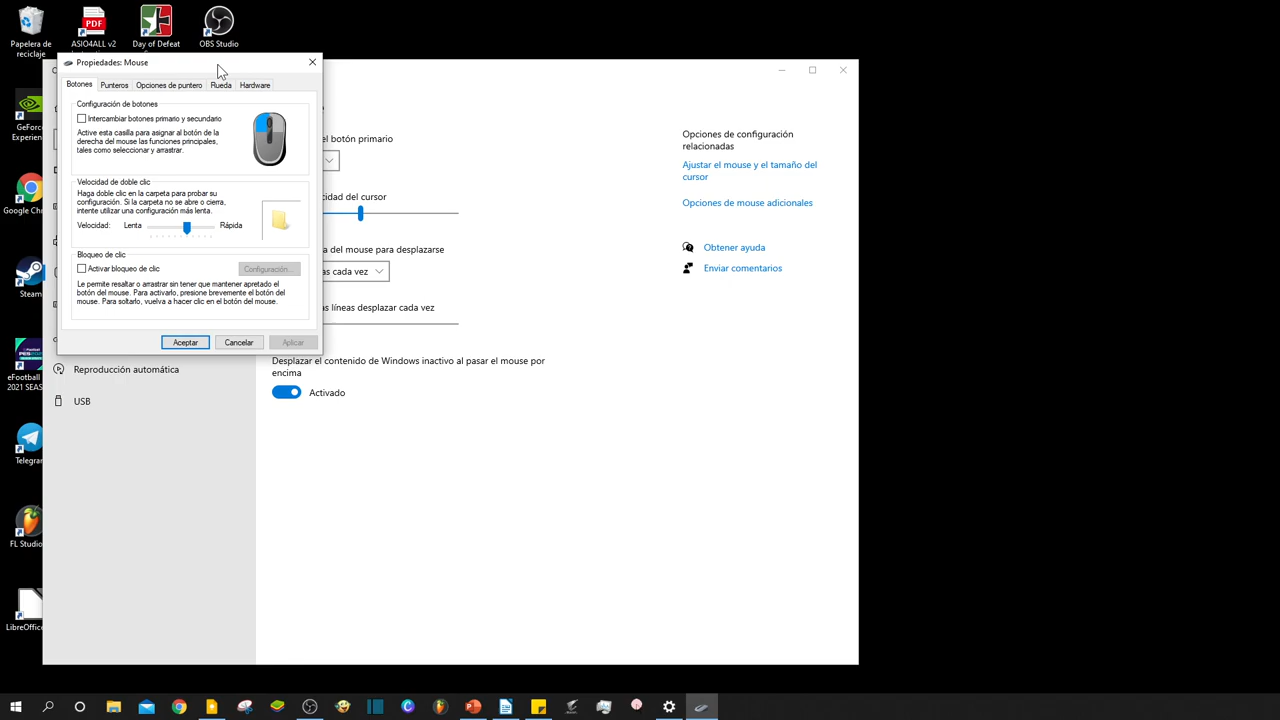 Papelera de
reciclaje
PDF
ASIO4ALL v2
Day of Defeat
OBS Studio
Propiedades: Mouse
Botones
Punteros
Opciones de puntero
Rueda
Hardware
Configuración de botones
Intercambiar botones primario y secundario
Active esta casilla para asignar al botón de la
derecha del mouse las funciones principales,
tales como seleccionar y arrastrar.
Velocidad de doble clic
Haga doble clic en la carpeta para probar su
configuración. Si la carpeta no se abre o cierra,
intente utilizar una configuración más lenta.
Velocidad:
Lenta
Rápida
Bloqueo de clic
Activar bloqueo de clic
Configuración...
Le permite resaltar o arrastrar sin tener que mantener apretado el
botón del mouse. Para activarlo, presione brevemente el botón del
mouse. Para soltarlo, vuelva a hacer clic en el botón del mouse.
Aceptar
Cancelar
Aplicar
GeForce
Experien...
Google Chro
Steam
eFootball
2021 SEAS
Telegra
FL Studio
LibreOffice
Reproducción automática
USB
el botón primario
cidad del cursor
a del mouse para desplazarse
as cada vez
as líneas desplazar cada vez
Desplazar el contenido de Windows inactivo al pasar el mouse por
encima
Activado
Opciones de configuración
relacionadas
Ajustar el mouse y el tamaño del
cursor
Opciones de mouse adicionales
Obtener ayuda
Enviar comentarios